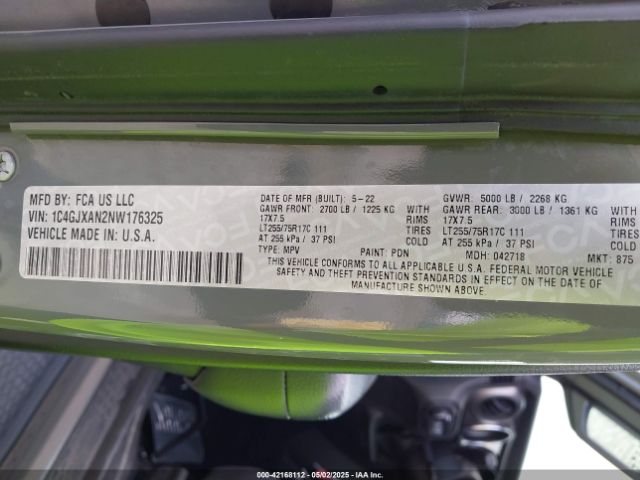 MFD BY: FCA US LLC
VIN: 1C4GJXAN2NW176325
VEHICLE MADE IN: U.S.A.
DATE OF MFR (BUILT): 5-22 GVWR: 5000 LB / 2268 KG
GAWR FRONT: 2700 LB / 1225 KG WITH GAWR REAR: 3000 LB / 1361 KG WITH
17X7.5 RIMS 17X7.5 RIMS
LT255/75R17C 111 TIRES LT255/75R17C 111 TIRES
AT 255 kPa / 37 PSI COLD AT 255 kPa / 37 PSI COLD
TYPE: MPV PAINT: PDN MDH: 042718 MKT: 875
THIS VEHICLE CONFORMS TO ALL APPLICABLE U.S.A. FEDERAL MOTOR VEHICLE
SAFETY AND THEFT PREVENTION STANDARDS IN EFFECT ON THE DATE OF
MANUFACTURE SHOWN ABOVE.
000-42168112 - 05/02/2025 - IAA, Inc.